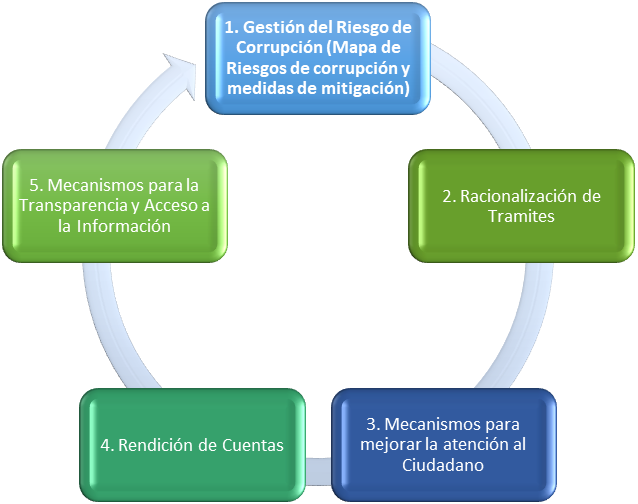 1. Gestión del Riesgo de
Corrupción (Mapa de
Riesgos de corrupción y
medidas de mitigación)
2. Racionalización de
Tramites
3. Mecanismos para
mejorar la atención al
Ciudadano
4. Rendición de Cuentas
5. Mecanismos para la
Transparencia y Acceso a
la Información